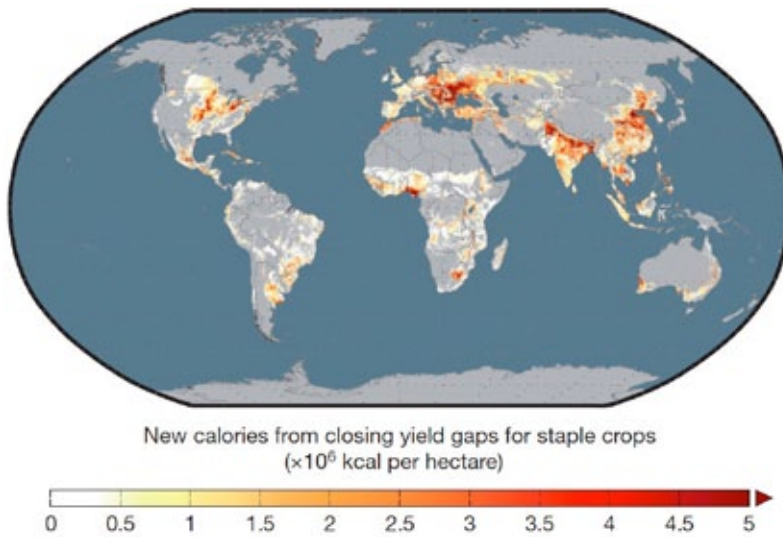 New calories from closing yield gaps for staple crops
(×10⁶ kcal per hectare)
0 0.5 1 1.5 2 2.5 3 3.5 4 4.5 5